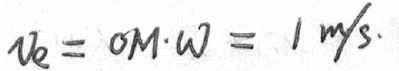 ve = OM·ω = 1 m/s.